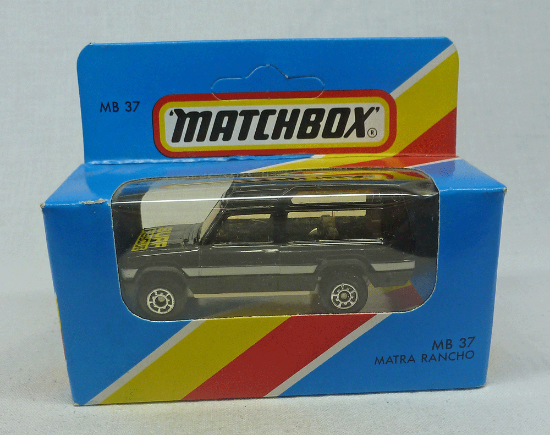 MB 37
"MATCHBOX"®
MB 37
MATRA RANCHO